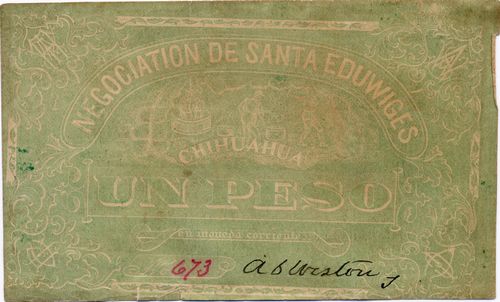 NEGOCIATION DE SANTA EDUWIGES
CHIHUAHUA
UN PESO
en moneda corriente
673 A B Weston